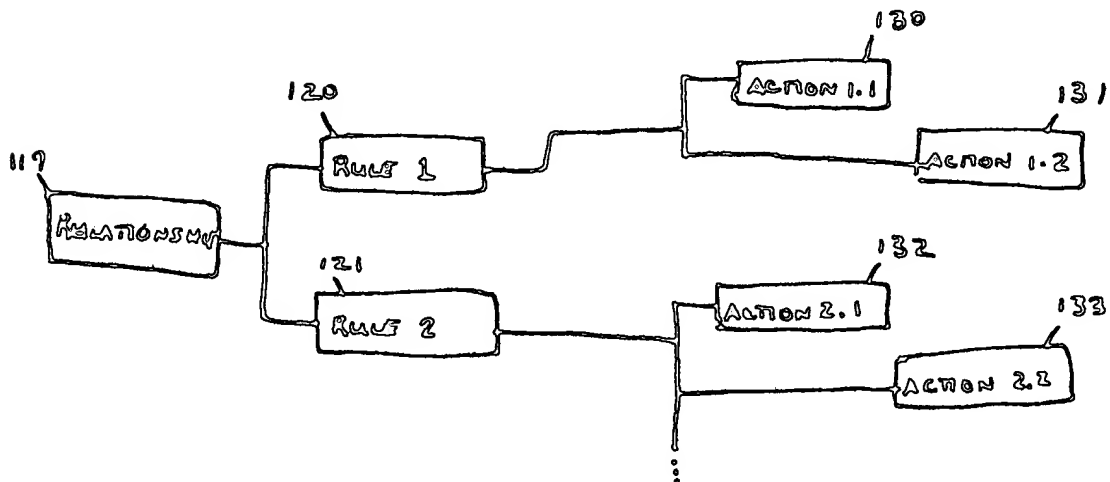 130
ACTION 1.1
131
120
ACTION 1.2
RULE 1
119
RELATIONSHIP
132
121
ACTION 2.1
133
RULE 2
ACTION 2.2
⋮